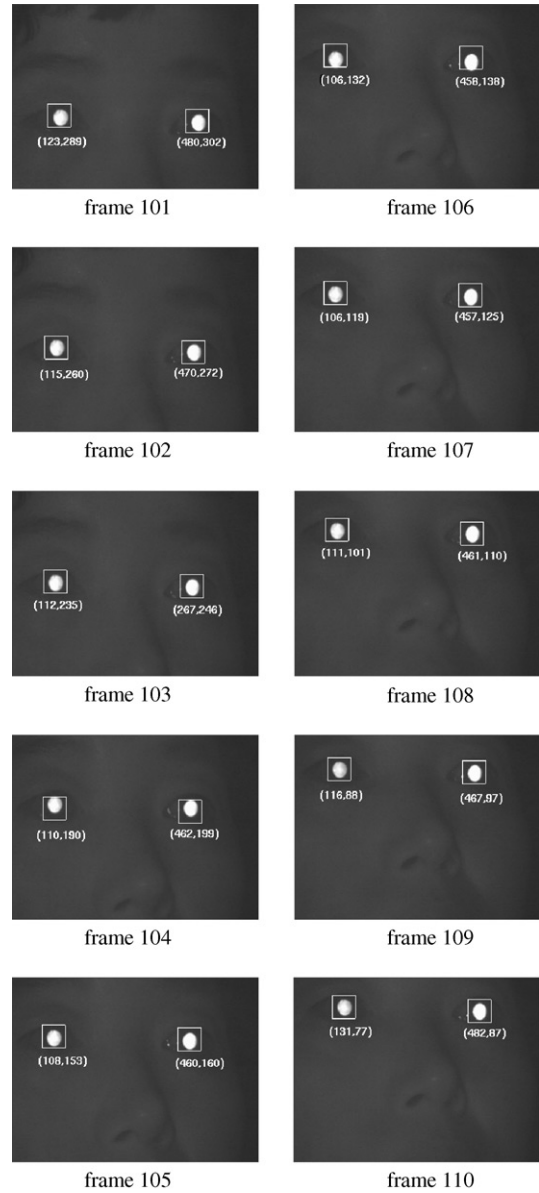 (123,289)
(480,302)
frame 101
(115,260)
(470,272)
frame 102
(112,235)
(267,246)
frame 103
(110,190)
(462,199)
frame 104
(108,153)
(460,160)
frame 105
(106,132)
(458,138)
frame 106
(106,119)
(457,125)
frame 107
(111,101)
(461,110)
frame 108
(116,88)
(467,97)
frame 109
(131,77)
(482,87)
frame 110